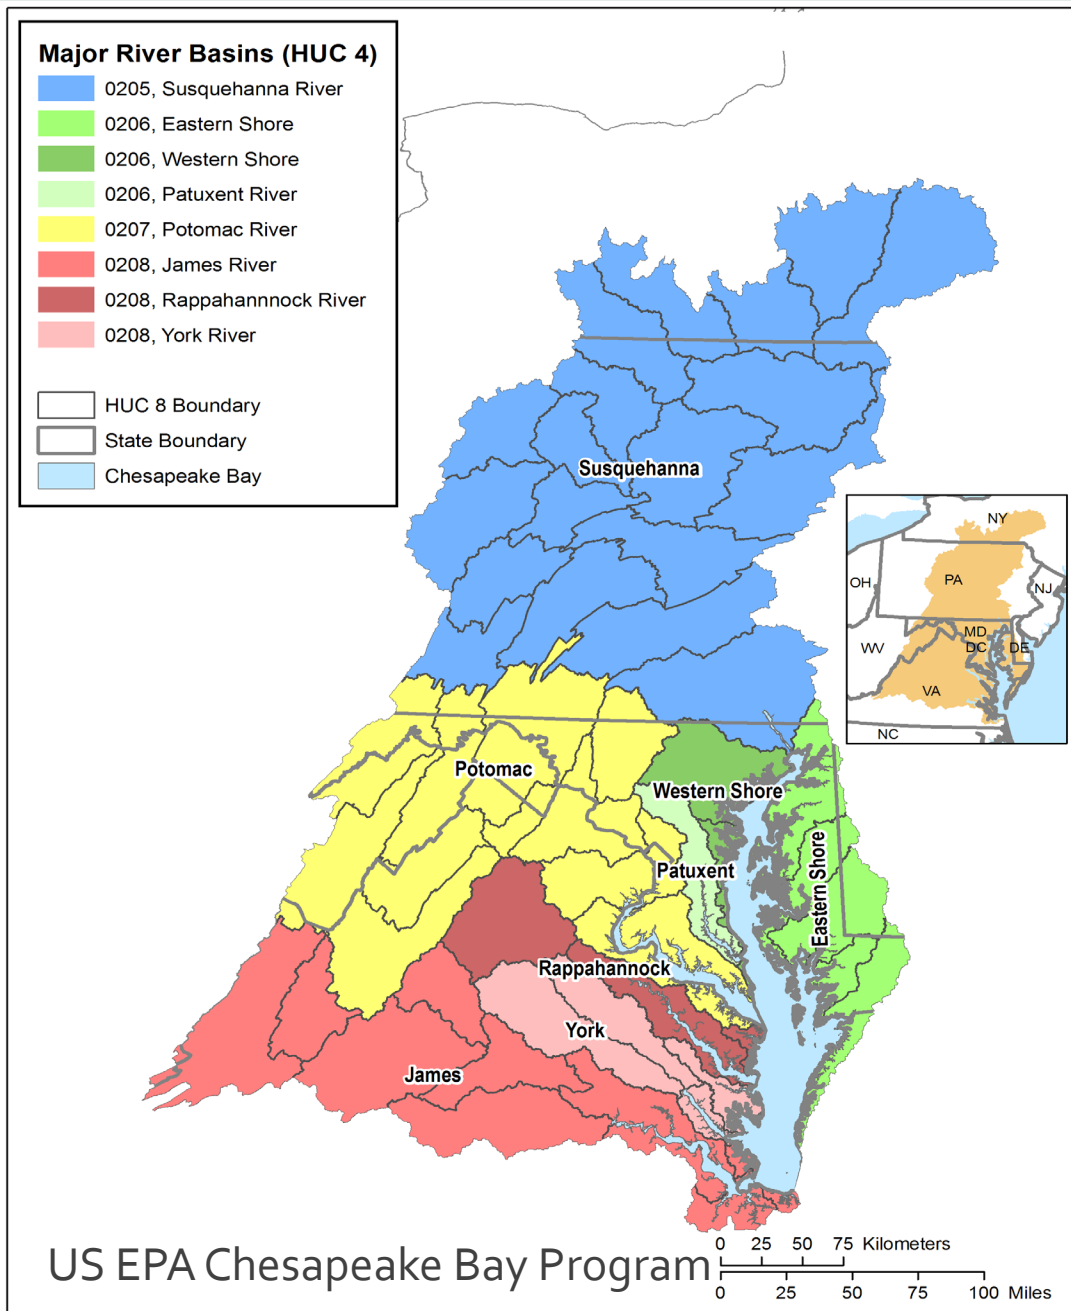 Major River Basins (HUC 4)
0205, Susquehanna River
0206, Eastern Shore
0206, Western Shore
0206, Patuxent River
0207, Potomac River
0208, James River
0208, Rappahannnock River
0208, York River
HUC 8 Boundary
State Boundary
Chesapeake Bay
Susquehanna
NY
OH
PA
NJ
MD
WV
DC
DE
VA
NC
Potomac
Western Shore
Patuxent
Eastern Shore
Rappahannock
York
James
US EPA Chesapeake Bay Program
0 25 50 75 Kilometers
0 25 50 75 100 Miles